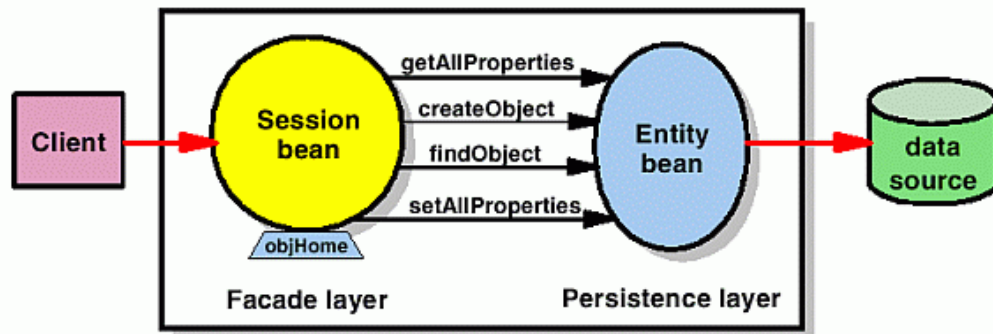 Client
Session
bean
objHome
getAllProperties
createObject
findObject
setAllProperties
Entity
bean
data
source
Facade layer
Persistence layer